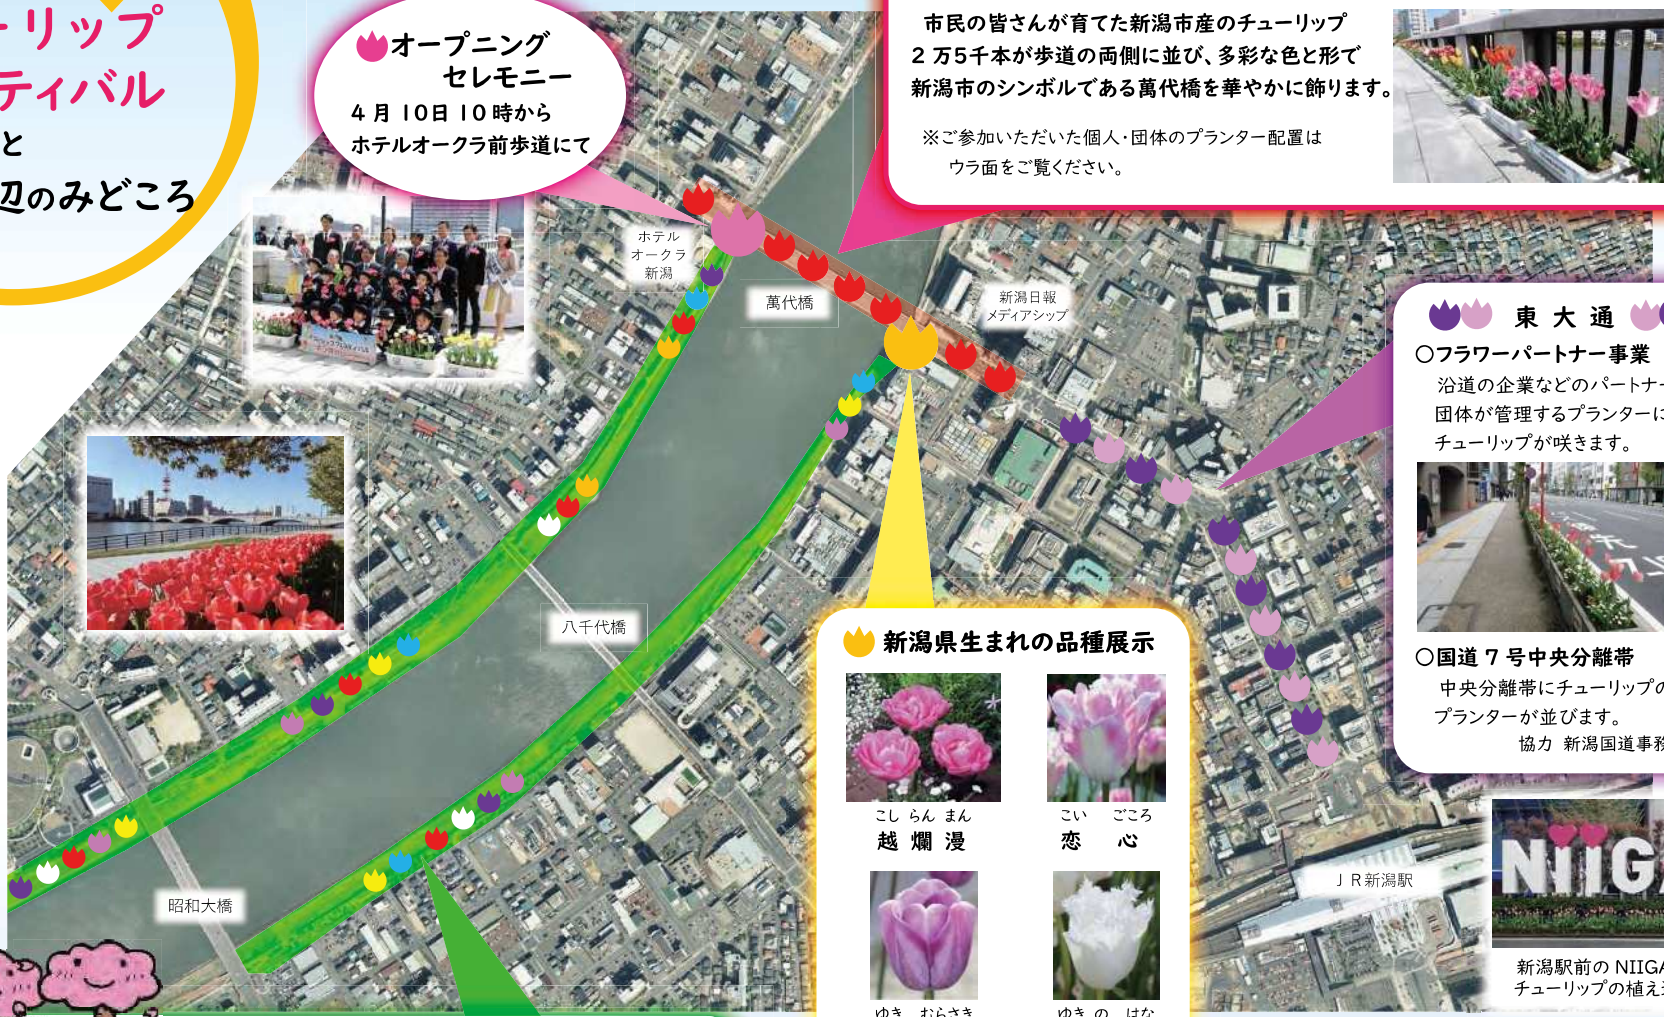 ーリップ
ティバル
と
辺のみどころ
オープニング
セレモニー
4月10日10時から
ホテルオークラ前歩道にて
市民の皆さんが育てた新潟市産のチューリップ
2万5千本が歩道の両側に並び、多彩な色と形で
新潟市のシンボルである萬代橋を華やかに飾ります。
※ご参加いただいた個人・団体のプランター配置は
ウラ面をご覧ください。
ホテル
オークラ
新潟
萬代橋
新潟日報
メディアシップ
東大通
○フラワーパートナー事業
沿道の企業などのパートナー
団体が管理するプランターに
チューリップが咲きます。
○国道7号中央分離帯
中央分離帯にチューリップの
プランターが並びます。
協力 新潟国道事務
八千代橋
昭和大橋
新潟県生まれの品種展示
こし らん まん
越爛漫
こい ごころ
恋心
ゆき むらさき
ゆき の はな
JR新潟駅
NIIGA
新潟駅前のNIIGA
チューリップの植え